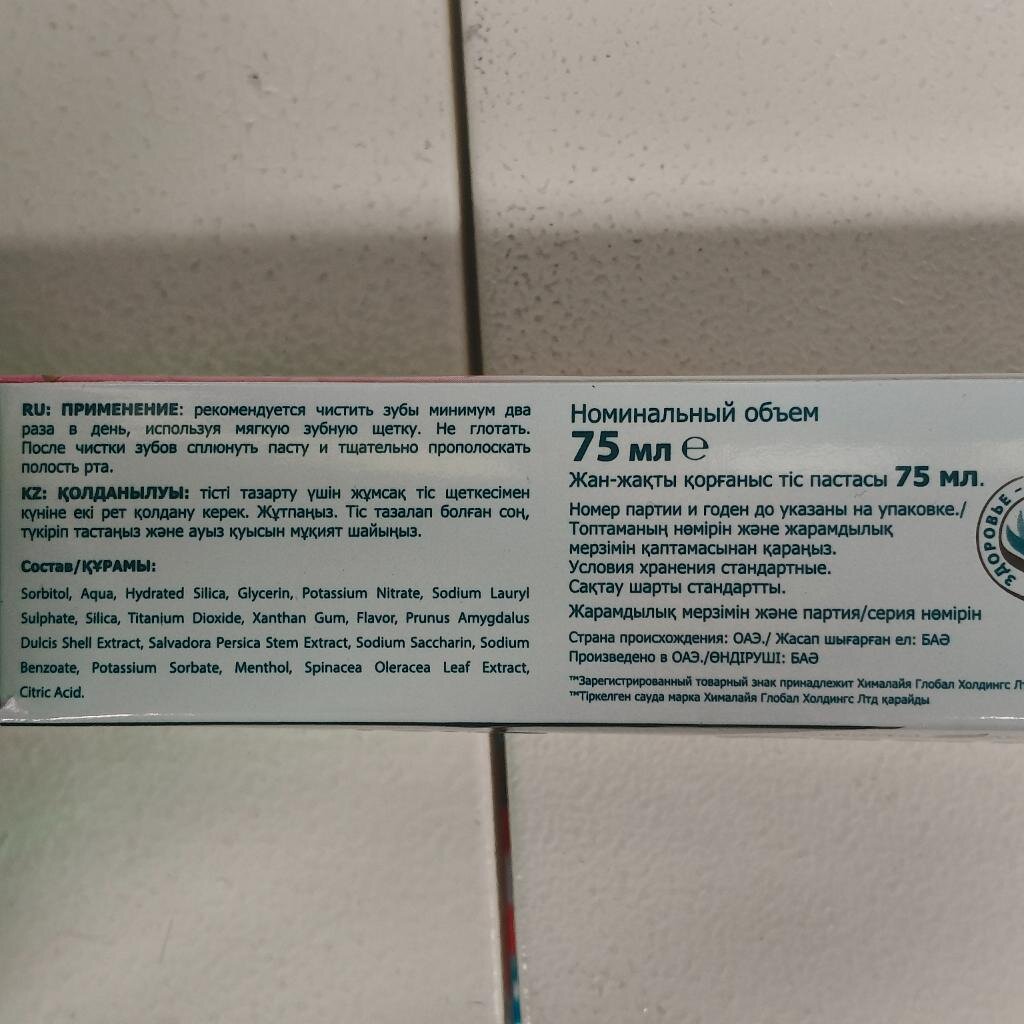 RU: ПРИМЕНЕНИЕ: рекомендуется чистить зубы минимум два
раза в день, используя мягкую зубную щетку. Не глотать.
После чистки зубов сплюнуть пасту и тщательно прополоскать
полость рта.
KZ: ҚОЛДАНЫЛУЫ: тісті тазарту үшін жұмсақ тіс щеткесімен
күніне екі рет қолдану керек. Жұтпаңыз. Тіс тазалап болған соң,
түкіріп тастаңыз және ауыз қуысын мұқият шайыңыз.
Состав/ҚҰРАМЫ:
Sorbitol, Aqua, Hydrated Silica, Glycerin, Potassium Nitrate, Sodium Lauryl
Sulphate, Silica, Titanium Dioxide, Xanthan Gum, Flavor, Prunus Amygdalus
Dulcis Shell Extract, Salvadora Persica Stem Extract, Sodium Saccharin, Sodium
Benzoate, Potassium Sorbate, Menthol, Spinacea Oleracea Leaf Extract,
Citric Acid.
Номинальный объем
75 мл ℮
Жан-жақты қорғаныс тіс пастасы 75 мл.
Номер партии и годен до указаны на упаковке./
Топтаманың нөмірін және жарамдылық
мерзімін қаптамасынан қараңыз.
Условия хранения стандартные.
Сақтау шарты стандартты.
Жарамдылық мерзімін және партия/серия нөмірін
Страна происхождения: ОАЭ./ Жасап шығарған ел: БАӘ
Произведено в ОАЭ./ӨНДІРУШІ: БАӘ
™Зарегистрированный товарный знак принадлежит Хималайя Глобал Холдингс
™Тіркелген сауда марка Хималайя Глобал Холдингс Лтд қарайды
ЗДОРОВЬЕ -